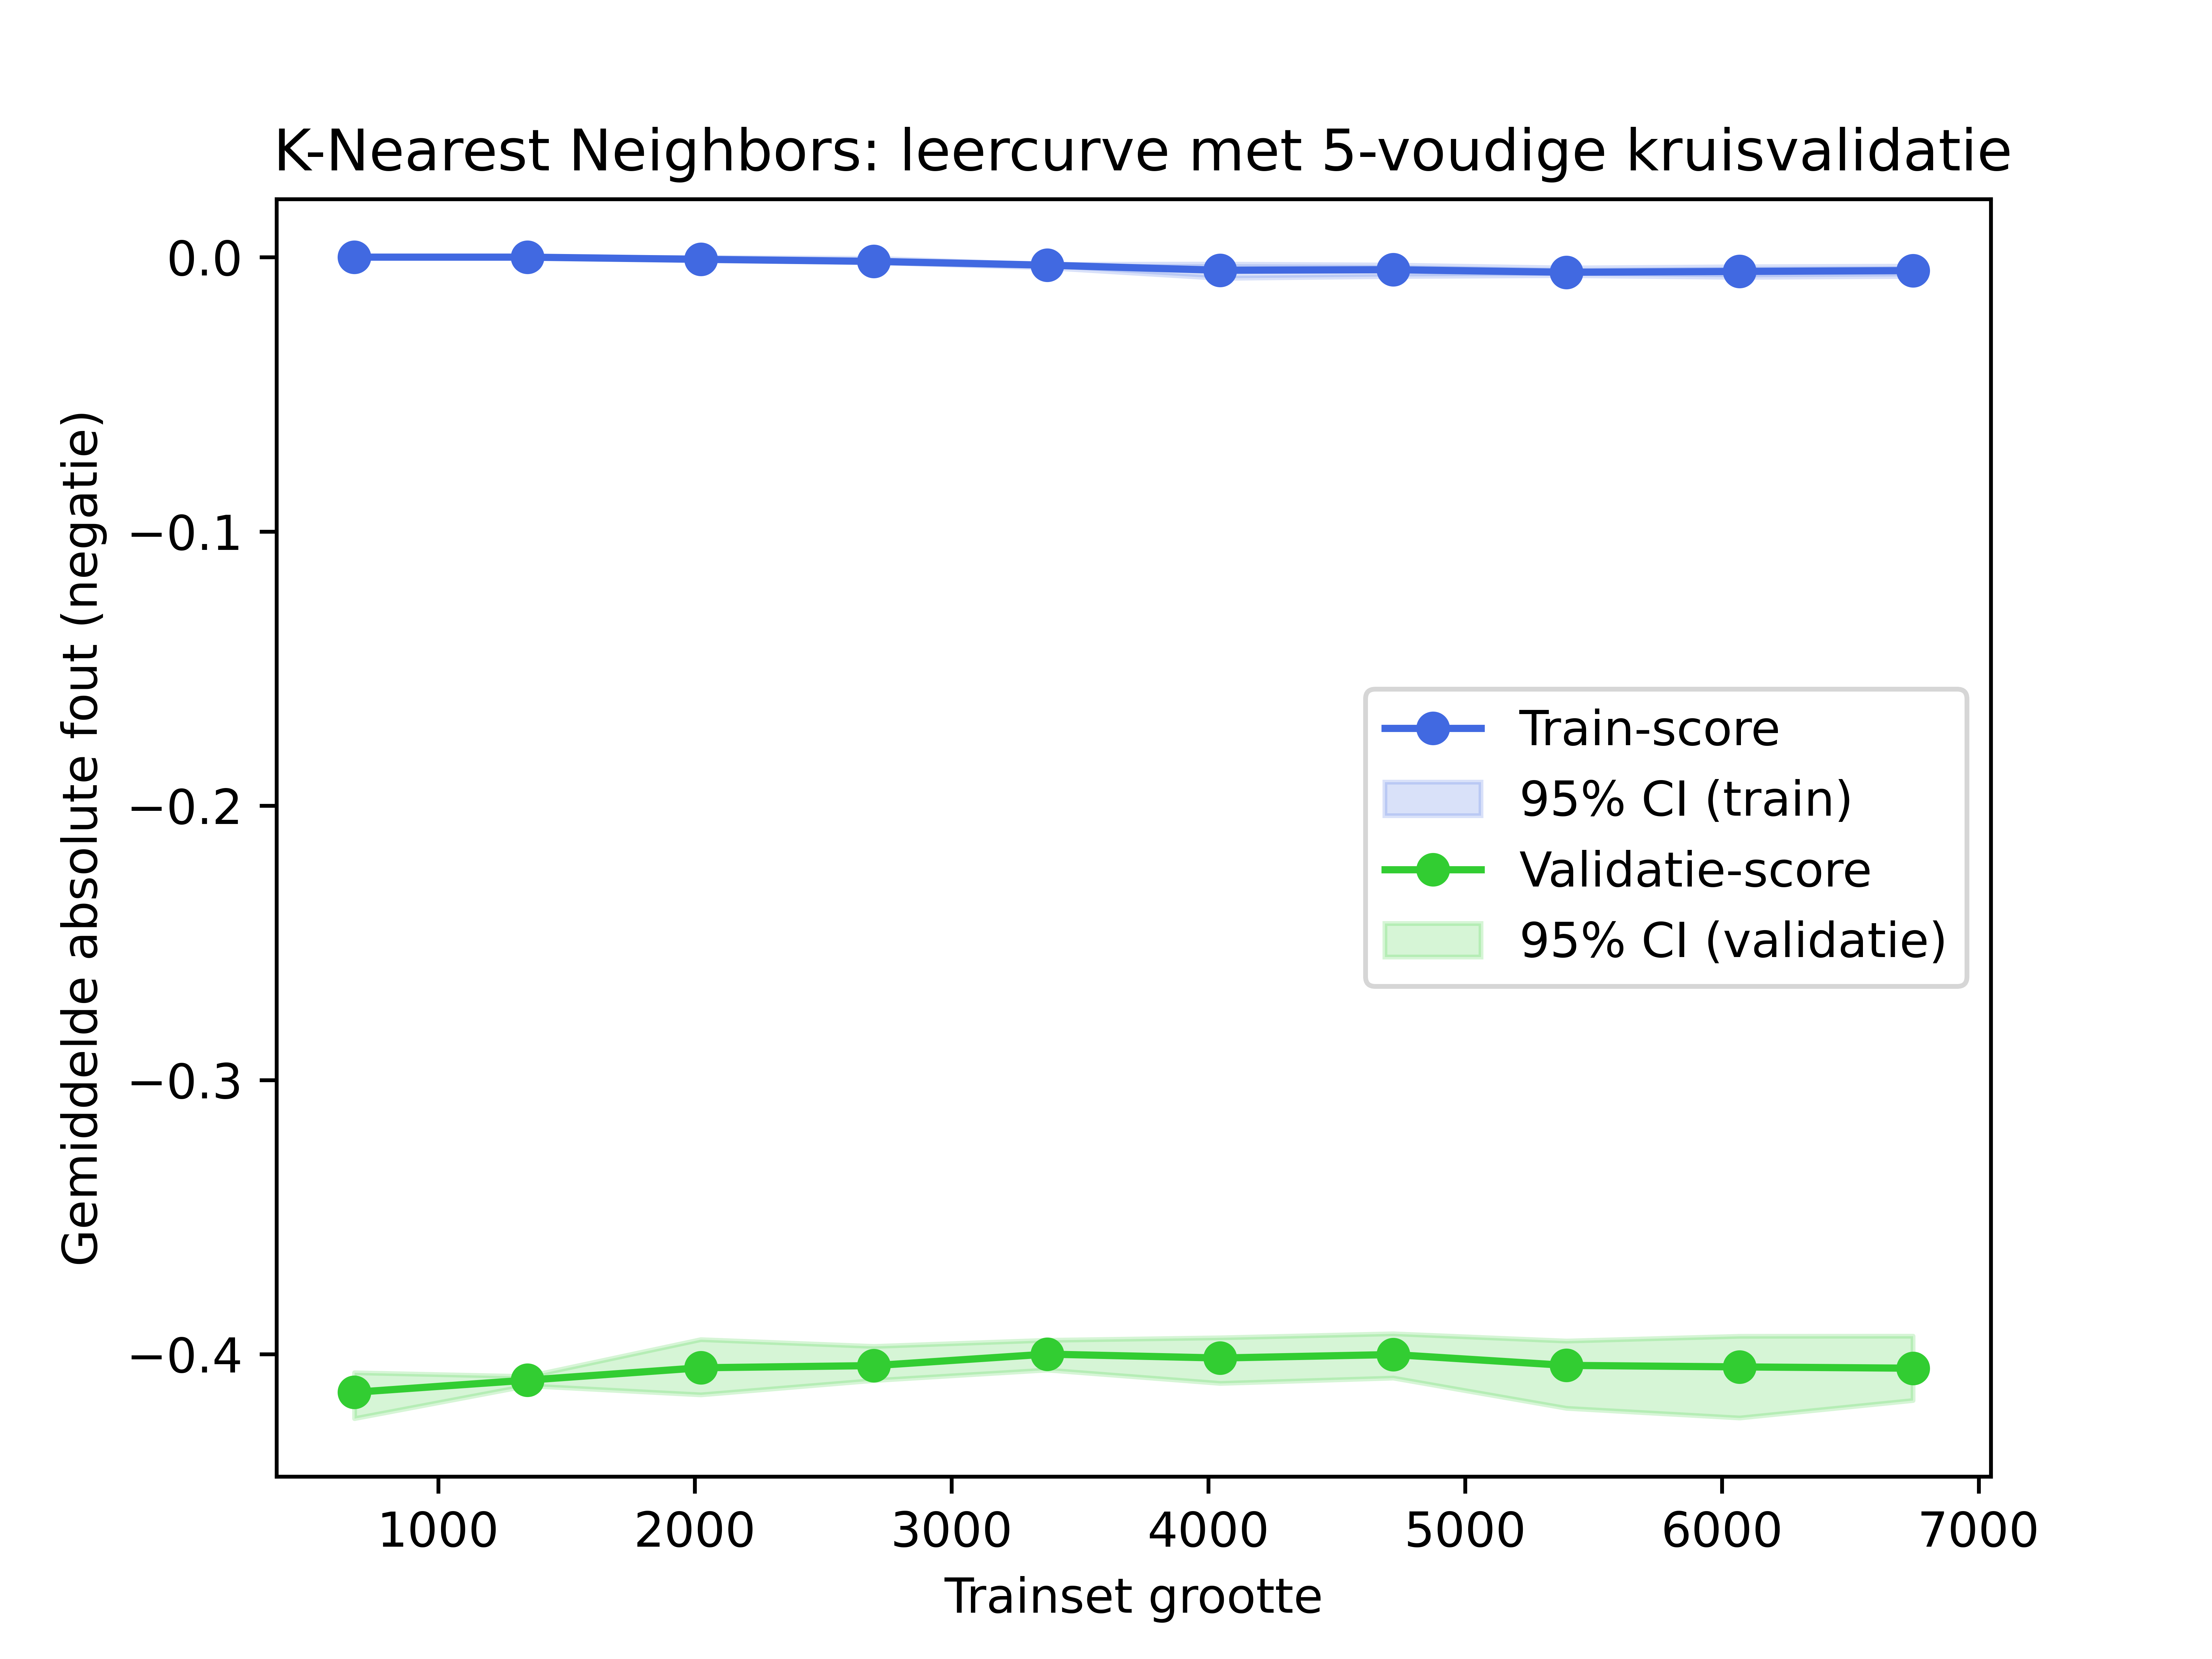 K-Nearest Neighbors: leercurve met 5-voudige kruisvalidatie
Gemiddelde absolute fout (negatie)
0.0
−0.1
−0.2
−0.3
−0.4
Train-score
95% CI (train)
Validatie-score
95% CI (validatie)
1000 2000 3000 4000 5000 6000 7000
Trainset grootte